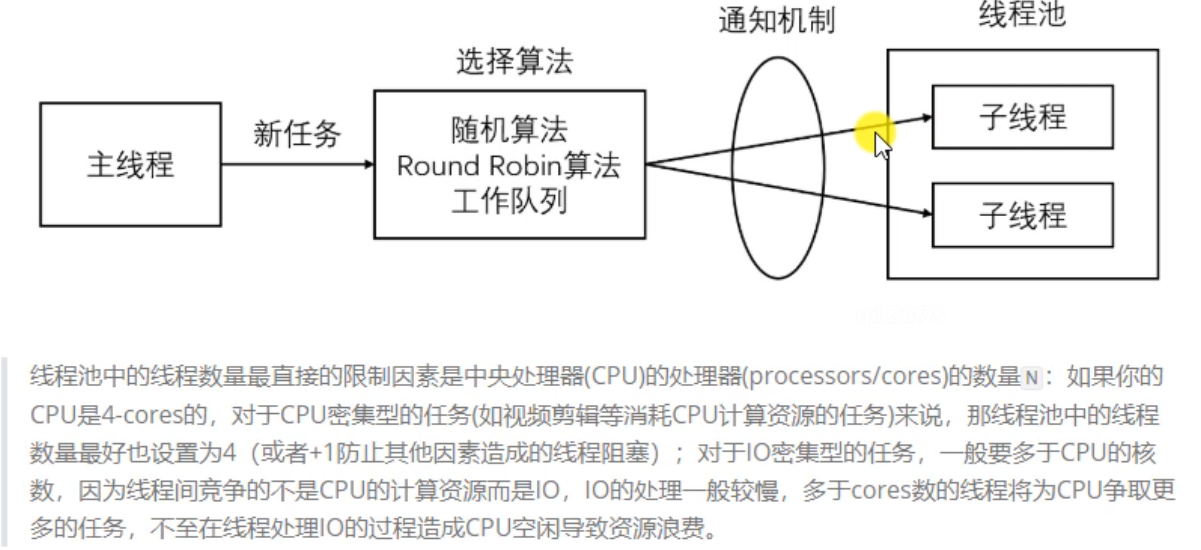 通知机制
线程池
选择算法
主线程
新任务
随机算法
Round Robin算法
工作队列
子线程
子线程
线程池中的线程数量最直接的限制因素是中央处理器(CPU)的处理器(processors/cores)的数量N：如果你的
CPU是4-cores的，对于CPU密集型的任务(如视频剪辑等消耗CPU计算资源的任务)来说，那线程池中的线程
数量最好也设置为4（或者+1防止其他因素造成的线程阻塞）；对于IO密集型的任务，一般要多于CPU的核
数，因为线程间竞争的不是CPU的计算资源而是IO，IO的处理一般较慢，多于cores数的线程将为CPU争取更
多的任务，不至在线程处理IO的过程造成CPU空闲导致资源浪费。